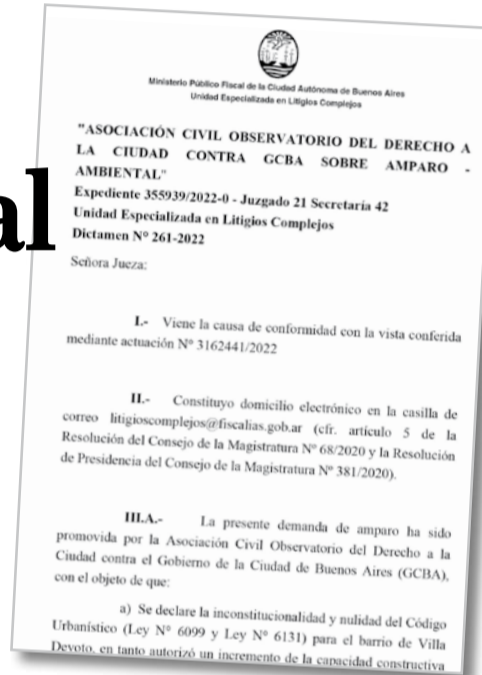 al
Ministerio Público Fiscal de la Ciudad Autónoma de Buenos Aires
Unidad Especializada en Litigios Complejos
"ASOCIACIÓN CIVIL OBSERVATORIO DEL DERECHO A
LA CIUDAD CONTRA GCBA SOBRE AMPARO -
AMBIENTAL"
Expediente 355939/2022-0 - Juzgado 21 Secretaría 42
Unidad Especializada en Litigios Complejos
Dictamen Nº 261-2022
Señora Jueza:
I.- Viene la causa de conformidad con la vista conferida
mediante actuación Nº 3162441/2022
II.- Constituyo domicilio electrónico en la casilla de
correo litigioscomplejos@fiscalias.gob.ar (cfr. artículo 5 de la
Resolución del Consejo de la Magistratura Nº 68/2020 y la Resolución
de Presidencia del Consejo de la Magistratura Nº 381/2020).
III.A.- La presente demanda de amparo ha sido
promovida por la Asociación Civil Observatorio del Derecho a la
Ciudad contra el Gobierno de la Ciudad de Buenos Aires (GCBA),
con el objeto de que:
a) Se declare la inconstitucionalidad y nulidad del Código
Urbanístico (Ley Nº 6099 y Ley Nº 6131) para el barrio de Villa
Devoto, en tanto autorizó un incremento de la capacidad constructiva